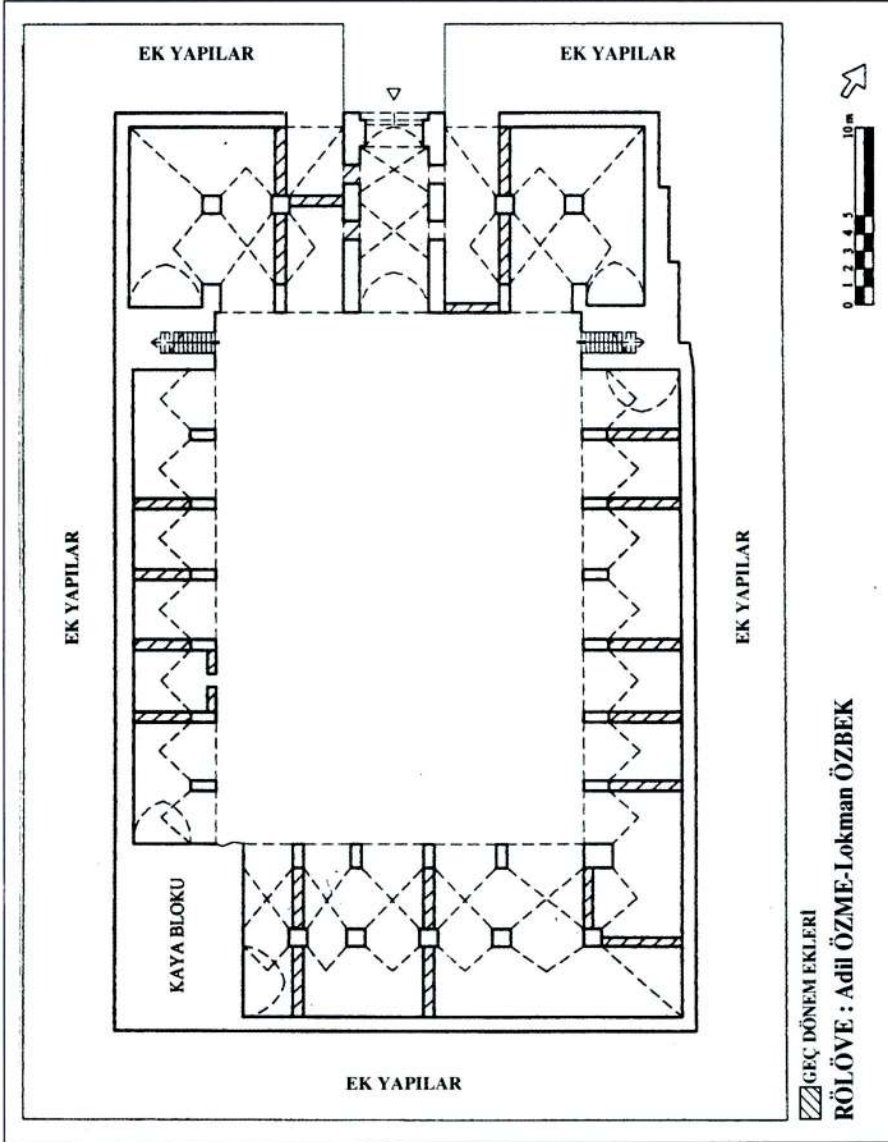 EK YAPILAR
EK YAPILAR
EK YAPILAR
EK YAPILAR
KAYA BLOKU
EK YAPILAR
0 1 2 3 4 5 10 m
GEÇ DÖNEM EKLERİ
RÖLÖVE : Adil ÖZME-Lokman ÖZBEK